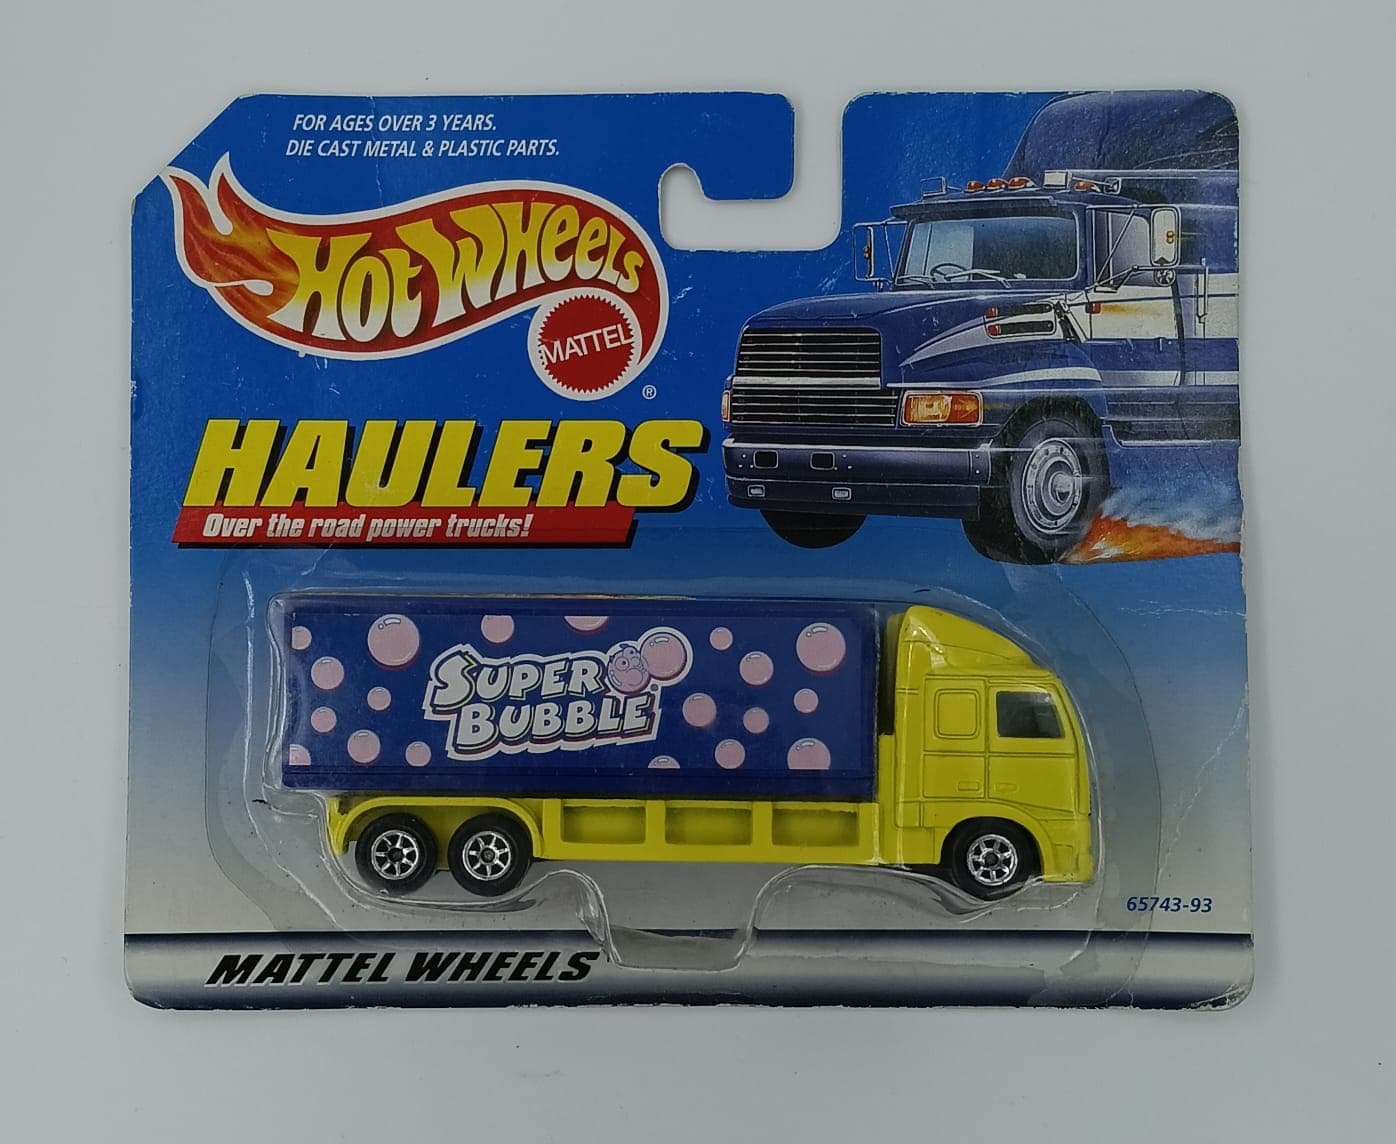 FOR AGES OVER 3 YEARS.
DIE CAST METAL & PLASTIC PARTS.
HOT WHEELS
MATTEL
®
HAULERS
Over the road power trucks!
SUPER
BUBBLE
65743-93
MATTEL WHEELS